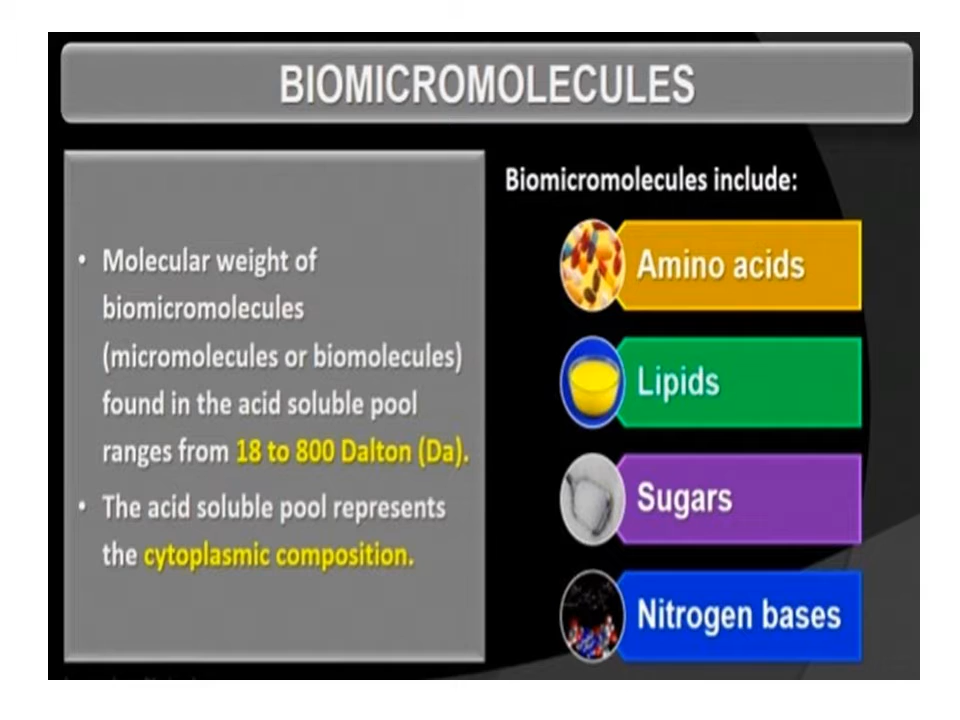 BIOMICROMOLECULES
• Molecular weight of
biomicromolecules
(micromolecules or biomolecules)
found in the acid soluble pool
ranges from 18 to 800 Dalton (Da).
• The acid soluble pool represents
the cytoplasmic composition.
Biomicromolecules include:
Amino acids
Lipids
Sugars
Nitrogen bases